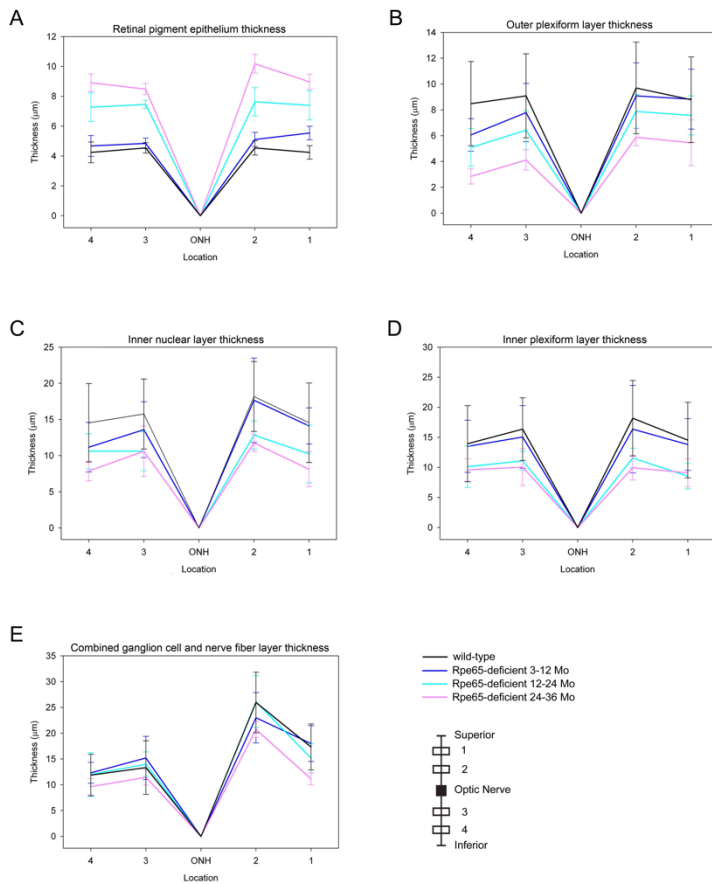 A
Retinal pigment epithelium thickness
12
10
8
6
4
2
0
Thickness (μm)
4 3 ONH 2 1
Location
B
Outer plexiform layer thickness
14
12
10
8
6
4
2
0
Thickness (μm)
4 3 ONH 2 1
Location
C
Inner nuclear layer thickness
25
20
15
10
5
0
Thickness (μm)
4 3 ONH 2 1
Location
D
Inner plexiform layer thickness
30
25
20
15
10
5
0
Thickness (μm)
4 3 ONH 2 1
Location
E
Combined ganglion cell and nerve fiber layer thickness
35
30
25
20
15
10
5
0
Thickness (μm)
4 3 ONH 2 1
Location
wild-type
Rpe65-deficient 3-12 Mo
Rpe65-deficient 12-24 Mo
Rpe65-deficient 24-36 Mo
Superior
1
2
Optic Nerve
3
4
Inferior